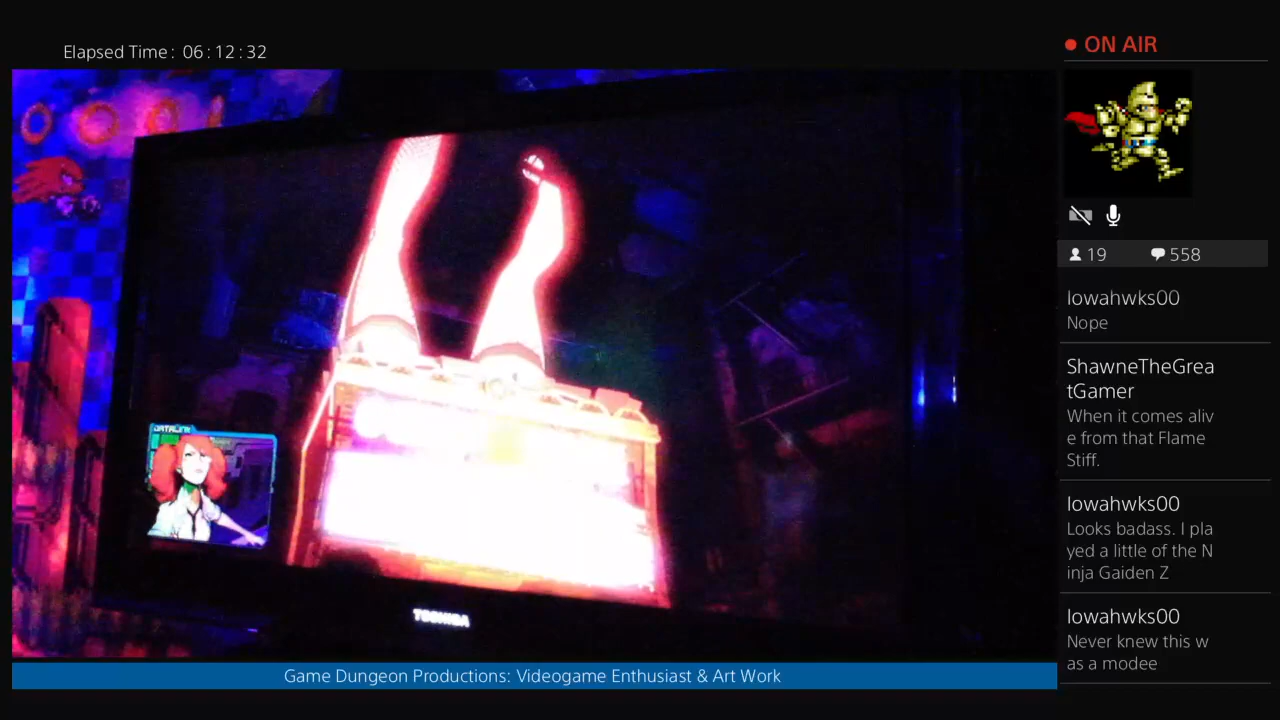 Elapsed Time: 06:12:32
ON AIR
19 558
Iowahwks00
Nope
ShawneTheGrea
tGamer
When it comes aliv
e from that Flame
Stiff.
Iowahwks00
Looks badass. I pla
yed a little of the N
inja Gaiden Z
Iowahwks00
Never knew this w
as a modee
DATALINK
TOSHIBA
Game Dungeon Productions: Videogame Enthusiast & Art Work